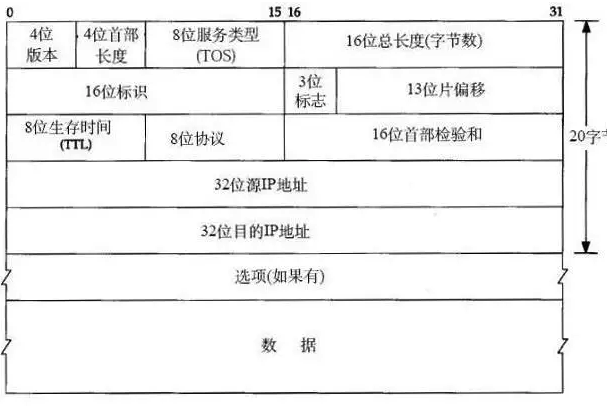 0 15 16 31
4位
版本
4位首部
长度
8位服务类型
(TOS)
16位总长度(字节数)
16位标识
3位
标志
13位片偏移
8位生存时间
(TTL)
8位协议
16位首部检验和
20字节
32位源IP地址
32位目的IP地址
选项(如果有)
数 据